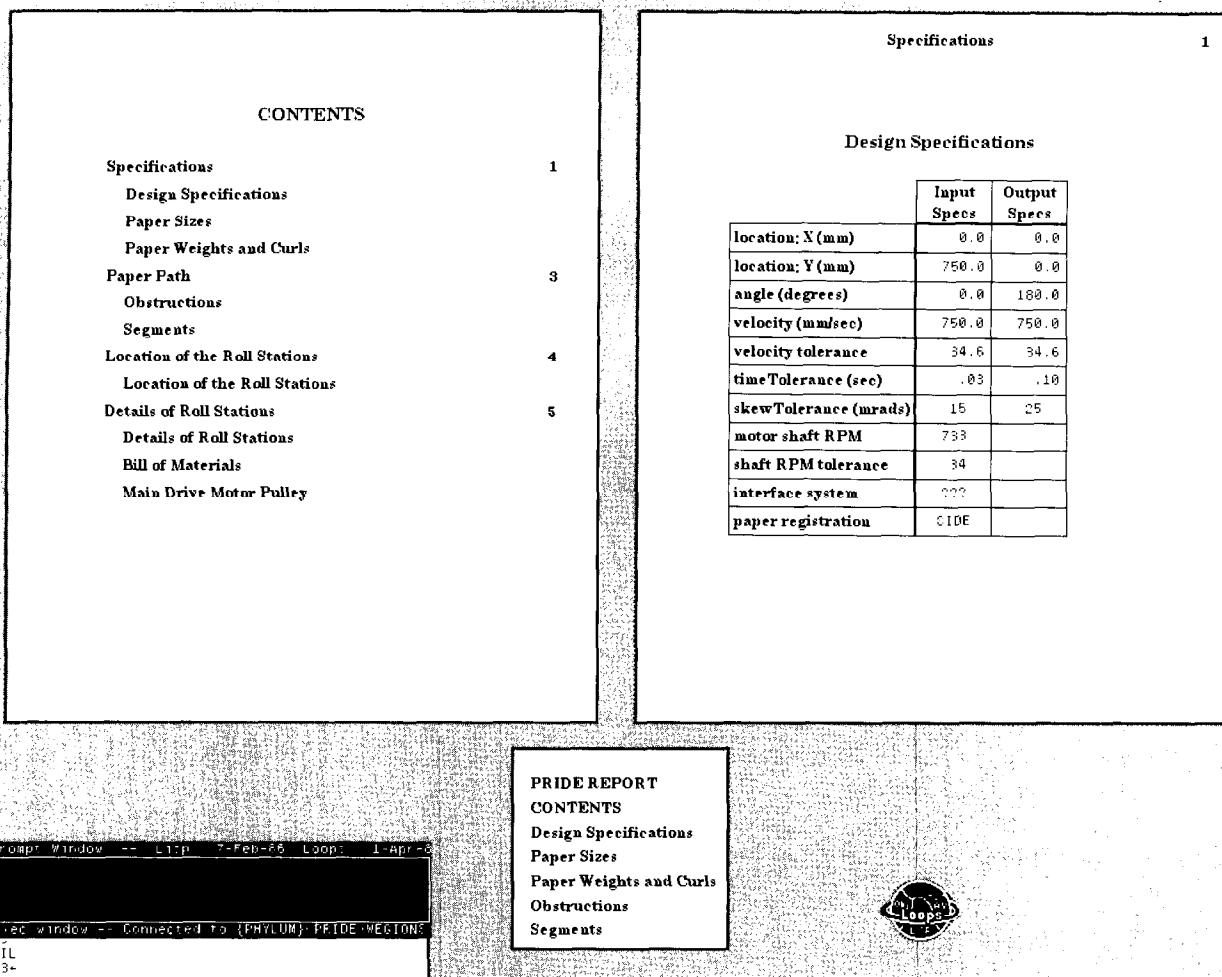 CONTENTS
Specifications 1
Design Specifications
Paper Sizes
Paper Weights and Curls
Paper Path 3
Obstructions
Segments
Location of the Roll Stations 4
Location of the Roll Stations
Details of Roll Stations 5
Details of Roll Stations
Bill of Materials
Main Drive Motor Pulley
Specifications 1
Design Specifications
Input Output
Specs Specs
location: X (mm) 0.0 0.0
location: Y (mm) 750.0 0.0
angle (degrees) 0.0 180.0
velocity (mm/sec) 750.0 750.0
velocity tolerance 34.6 34.6
timeTolerance (sec) .03 .10
skewTolerance (mrads) 15 25
motor shaft RPM 733
shaft RPM tolerance 34
interface system ???
paper registration SIDE
PRIDE REPORT
CONTENTS
Design Specifications
Paper Sizes
Paper Weights and Curls
Obstructions
Segments
rompt Window -- Lisp 7-Feb-86 Loops 1-Apr-8
xec window -- Connected to {PHYLUM}<PRIDE>WEGIONS
IL
3←
Loops